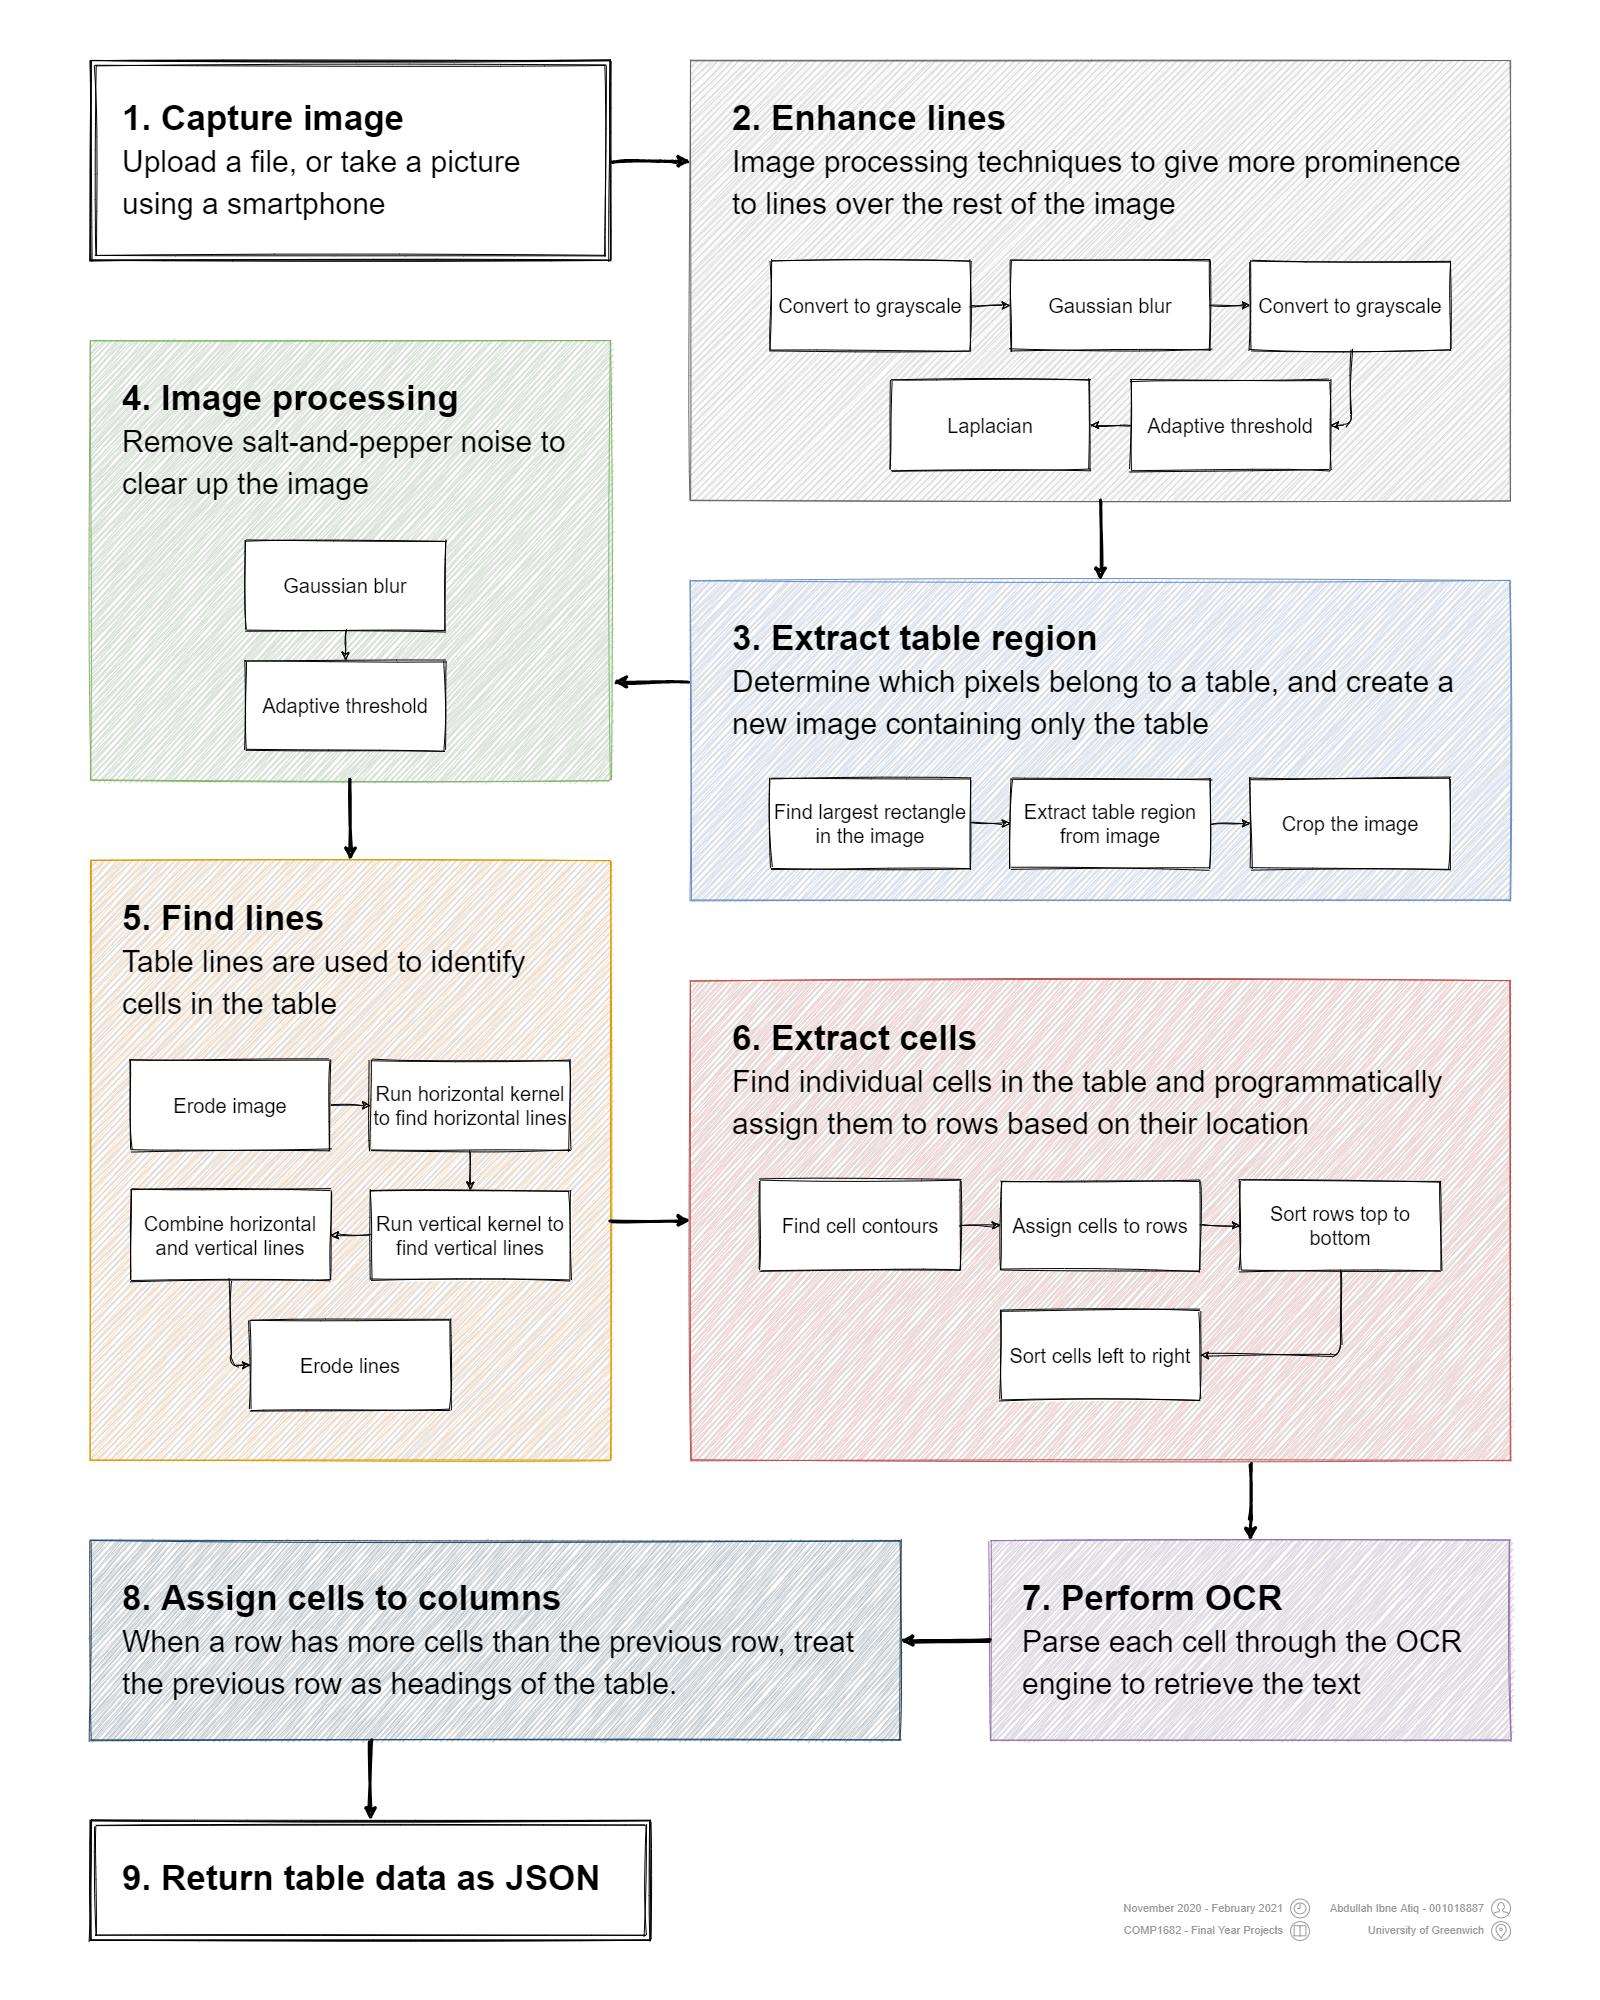 1. Capture image
Upload a file, or take a picture
using a smartphone
2. Enhance lines
Image processing techniques to give more prominence
to lines over the rest of the image
Convert to grayscale
Gaussian blur
Convert to grayscale
Adaptive threshold
Laplacian
3. Extract table region
Determine which pixels belong to a table, and create a
new image containing only the table
Find largest rectangle
in the image
Extract table region
from image
Crop the image
4. Image processing
Remove salt-and-pepper noise to
clear up the image
Gaussian blur
Adaptive threshold
5. Find lines
Table lines are used to identify
cells in the table
Erode image
Run horizontal kernel
to find horizontal lines
Run vertical kernel to
find vertical lines
Combine horizontal
and vertical lines
Erode lines
6. Extract cells
Find individual cells in the table and programmatically
assign them to rows based on their location
Find cell contours
Assign cells to rows
Sort rows top to
bottom
Sort cells left to right
7. Perform OCR
Parse each cell through the OCR
engine to retrieve the text
8. Assign cells to columns
When a row has more cells than the previous row, treat
the previous row as headings of the table.
9. Return table data as JSON
November 2020 - February 2021
Abdullah Ibne Atiq - 001018887
COMP1682 - Final Year Projects
University of Greenwich